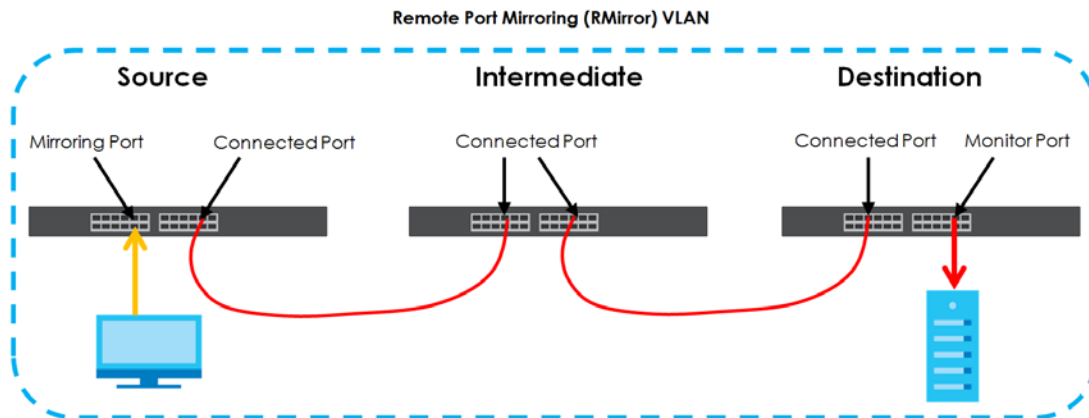 Remote Port Mirroring (RMirror) VLAN
Source
Intermediate
Destination
Mirroring Port
Connected Port
Connected Port
Connected Port
Monitor Port